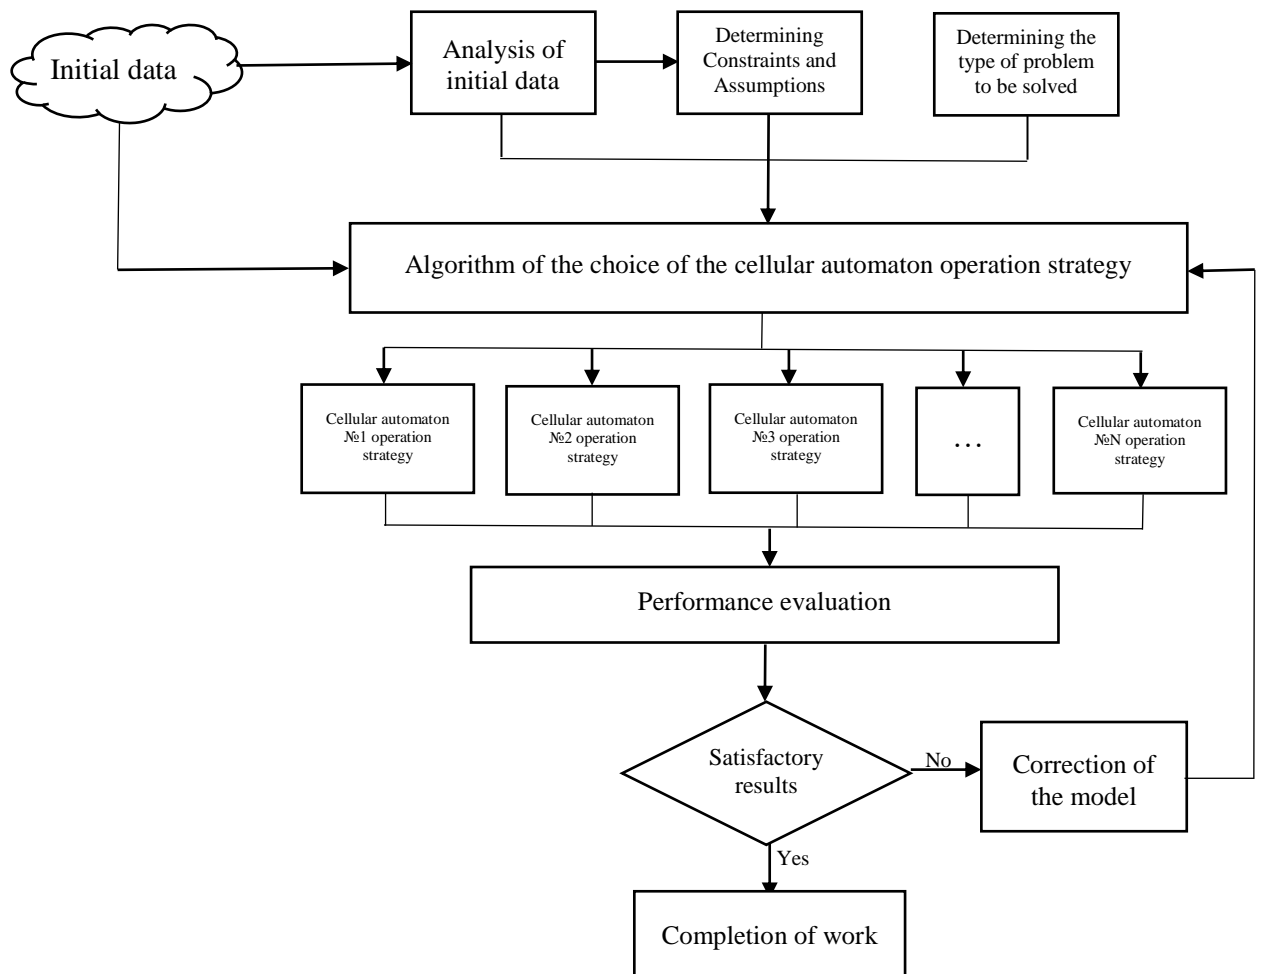 Initial data
Analysis of
initial data
Determining
Constraints and
Assumptions
Determining the
type of problem
to be solved
Algorithm of the choice of the cellular automaton operation strategy
Cellular automaton
№1 operation
strategy
Cellular automaton
№2 operation
strategy
Cellular automaton
№3 operation
strategy
...
Cellular automaton
№N operation
strategy
Performance evaluation
Satisfactory
results
No
Correction of
the model
Yes
Completion of work